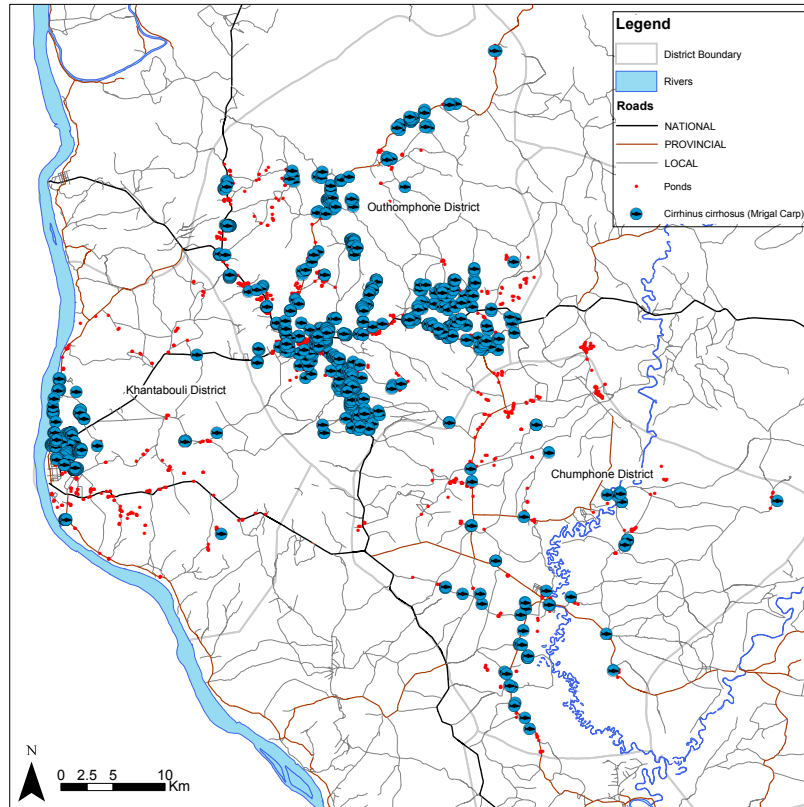 Legend
District Boundary
Rivers
Roads
NATIONAL
PROVINCIAL
LOCAL
Ponds
Cirrhinus cirrhosus (Mrigal Carp)
Outhomphone District
Khantabouli District
Chumphone District
N
0 2.5 5 10
Km